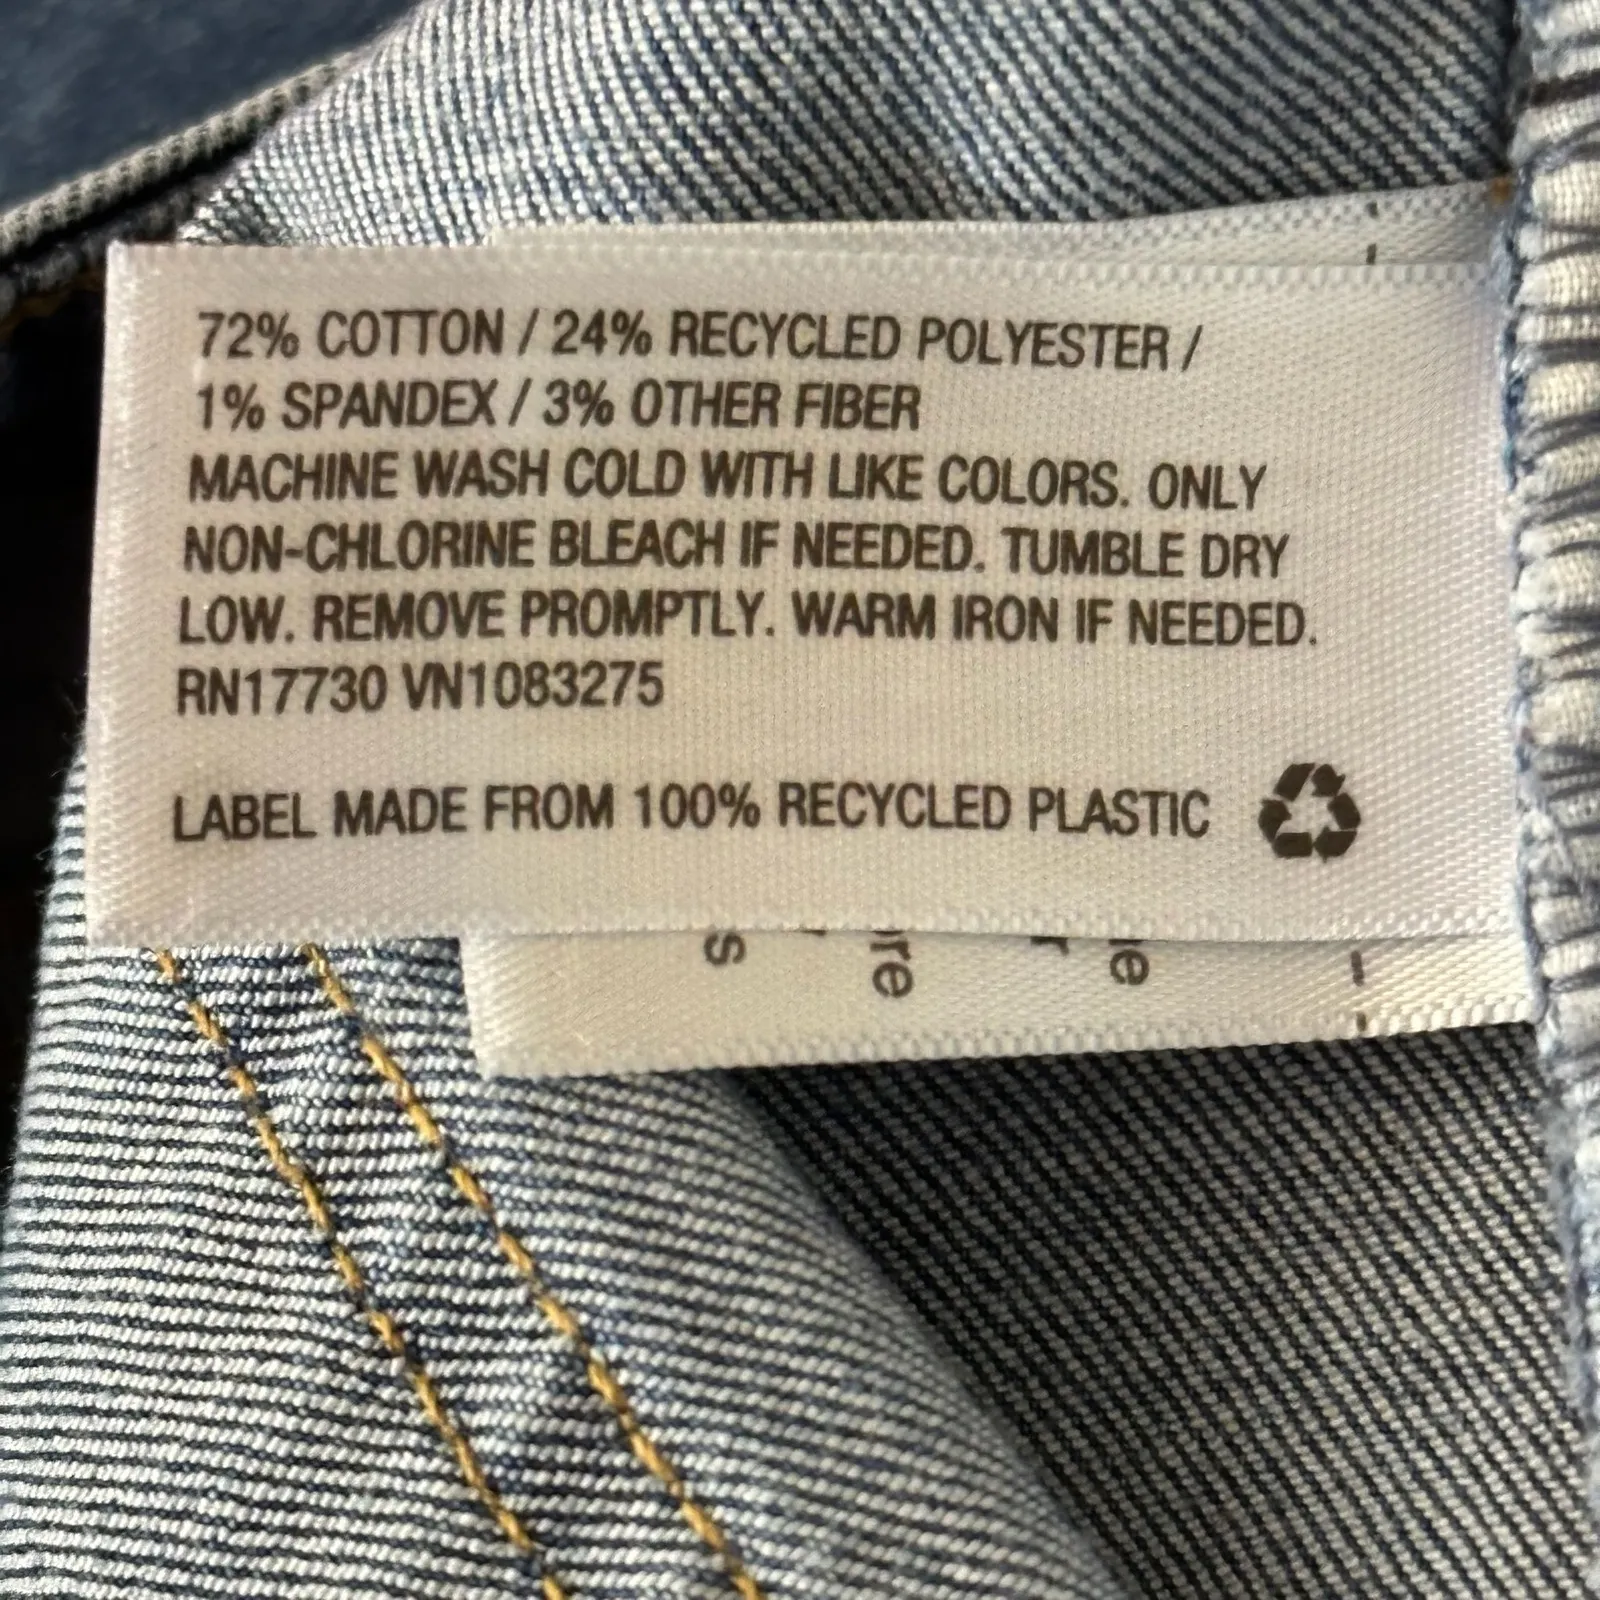 72% COTTON / 24% RECYCLED POLYESTER /
1% SPANDEX / 3% OTHER FIBER
MACHINE WASH COLD WITH LIKE COLORS. ONLY
NON-CHLORINE BLEACH IF NEEDED. TUMBLE DRY
LOW. REMOVE PROMPTLY. WARM IRON IF NEEDED.
RN17730 VN1083275
LABEL MADE FROM 100% RECYCLED PLASTIC